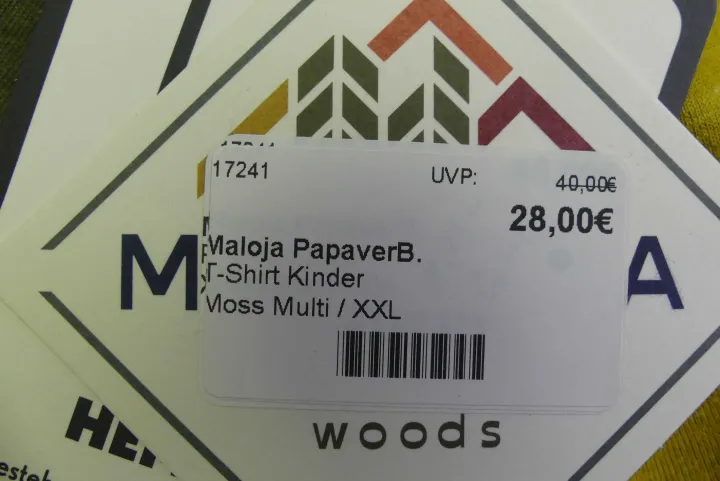 17241 UVP: 40,00€
28,00€
Maloja PapaverB.
T-Shirt Kinder
Moss Multi / XXL
M A
woods